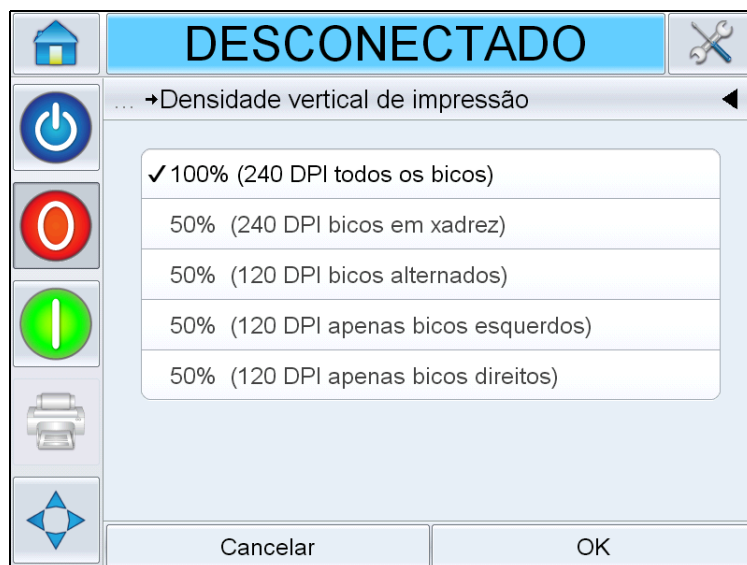 DESCONECTADO
... →Densidade vertical de impressão
✓100% (240 DPI todos os bicos)
50% (240 DPI bicos em xadrez)
50% (120 DPI bicos alternados)
50% (120 DPI apenas bicos esquerdos)
50% (120 DPI apenas bicos direitos)
Cancelar
OK